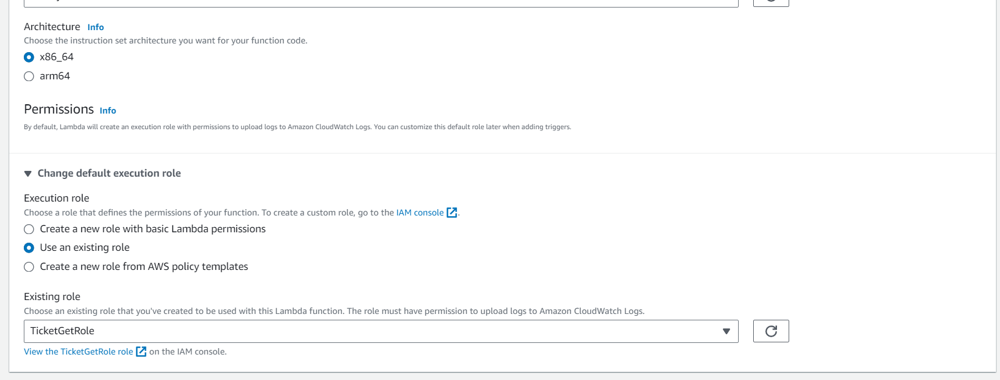 Architecture Info
Choose the instruction set architecture you want for your function code.
x86_64
arm64
Permissions Info
By default, Lambda will create an execution role with permissions to upload logs to Amazon CloudWatch Logs. You can customize this default role later when adding triggers.
Change default execution role
Execution role
Choose a role that defines the permissions of your function. To create a custom role, go to the IAM console.
Create a new role with basic Lambda permissions
Use an existing role
Create a new role from AWS policy templates
Existing role
Choose an existing role that you've created to be used with this Lambda function. The role must have permission to upload logs to Amazon CloudWatch Logs.
TicketGetRole
View the TicketGetRole role on the IAM console.